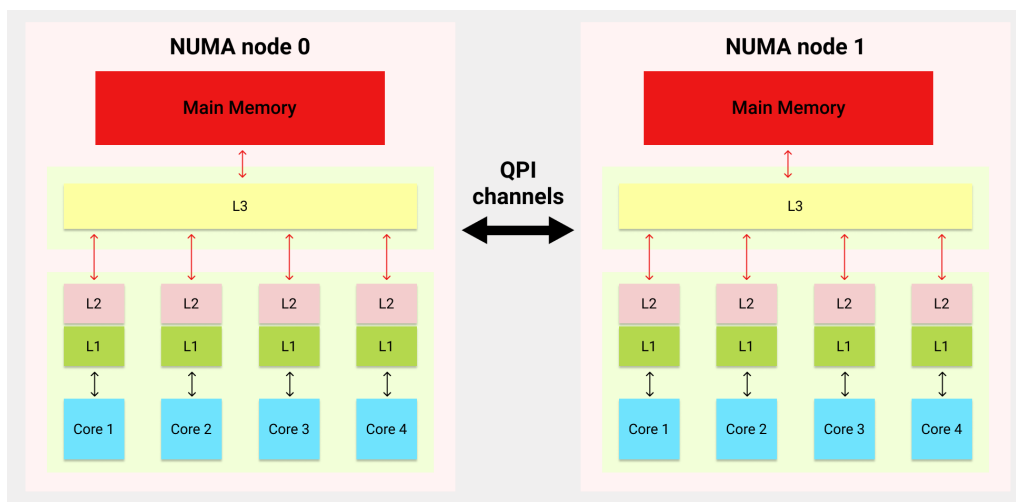 NUMA node 0
Main Memory
L3
L2 L2 L2 L2
L1 L1 L1 L1
Core 1 Core 2 Core 3 Core 4
QPI
channels
NUMA node 1
Main Memory
L3
L2 L2 L2 L2
L1 L1 L1 L1
Core 1 Core 2 Core 3 Core 4